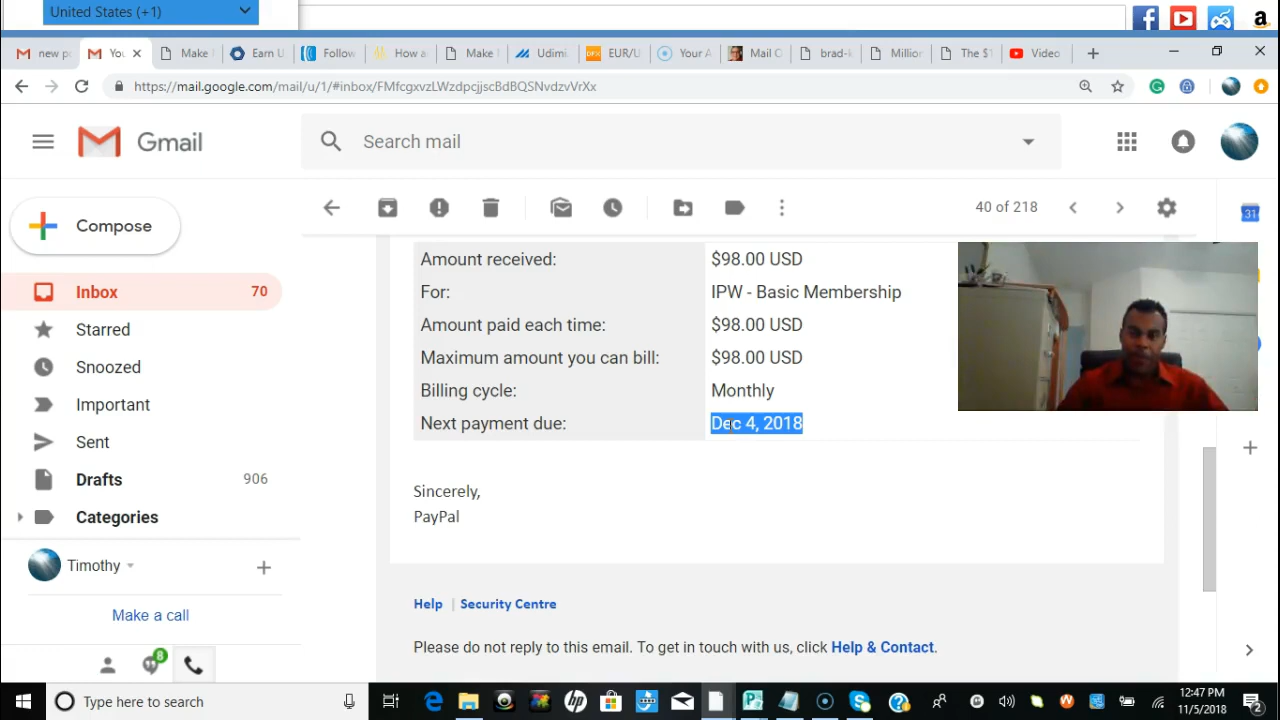 United States (+1)
new p
You
Make
Earn U
Follow
How a
Make
Udimi
EUR/U
Your A
Mail C
brad-k
Million
The $1
Video
https://mail.google.com/mail/u/1/#inbox/FMfcgxvzLWzdpcjjscBdBQSNvdzvVrXx
Gmail
Search mail
Compose
40 of 218
31
Inbox 70
Starred
Snoozed
Important
Sent
Drafts 906
Categories
Timothy
Make a call
8
Amount received: $98.00 USD
For: IPW - Basic Membership
Amount paid each time: $98.00 USD
Maximum amount you can bill: $98.00 USD
Billing cycle: Monthly
Next payment due: Dec 4, 2018
Sincerely,
PayPal
Help | Security Centre
Please do not reply to this email. To get in touch with us, click Help & Contact.
Type here to search
12:47 PM
11/5/2018
2